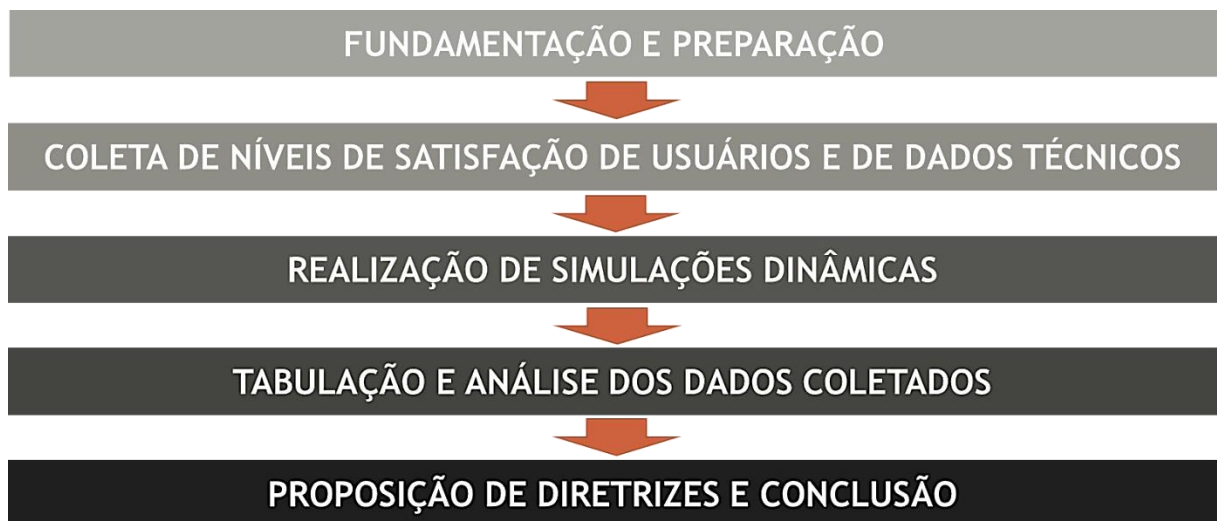 FUNDAMENTAÇÃO E PREPARAÇÃO
COLETA DE NÍVEIS DE SATISFAÇÃO DE USUÁRIOS E DE DADOS TÉCNICOS
REALIZAÇÃO DE SIMULAÇÕES DINÂMICAS
TABULAÇÃO E ANÁLISE DOS DADOS COLETADOS
PROPOSIÇÃO DE DIRETRIZES E CONCLUSÃO